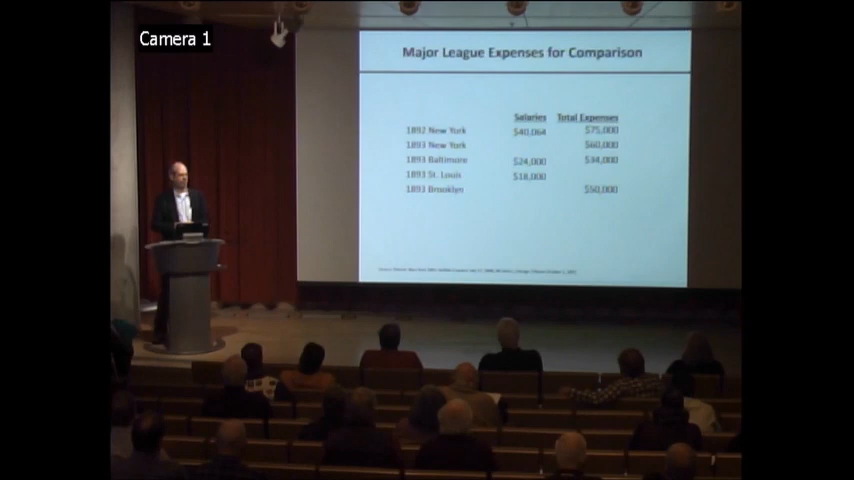 Camera 1
Major League Expenses for Comparison
Salaries Total Expenses
1892 New York $40,064 $75,000
1893 New York $60,000
1893 Baltimore $24,000 $34,000
1893 St. Louis $18,000
1893 Brooklyn $50,000